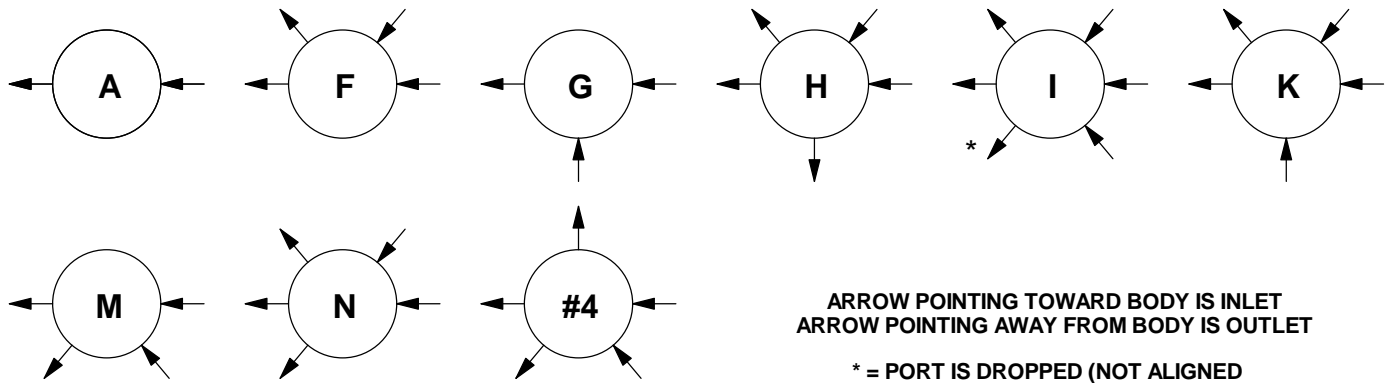 A F G H I K
*
M N #4
ARROW POINTING TOWARD BODY IS INLET
ARROW POINTING AWAY FROM BODY IS OUTLET
* = PORT IS DROPPED (NOT ALIGNED